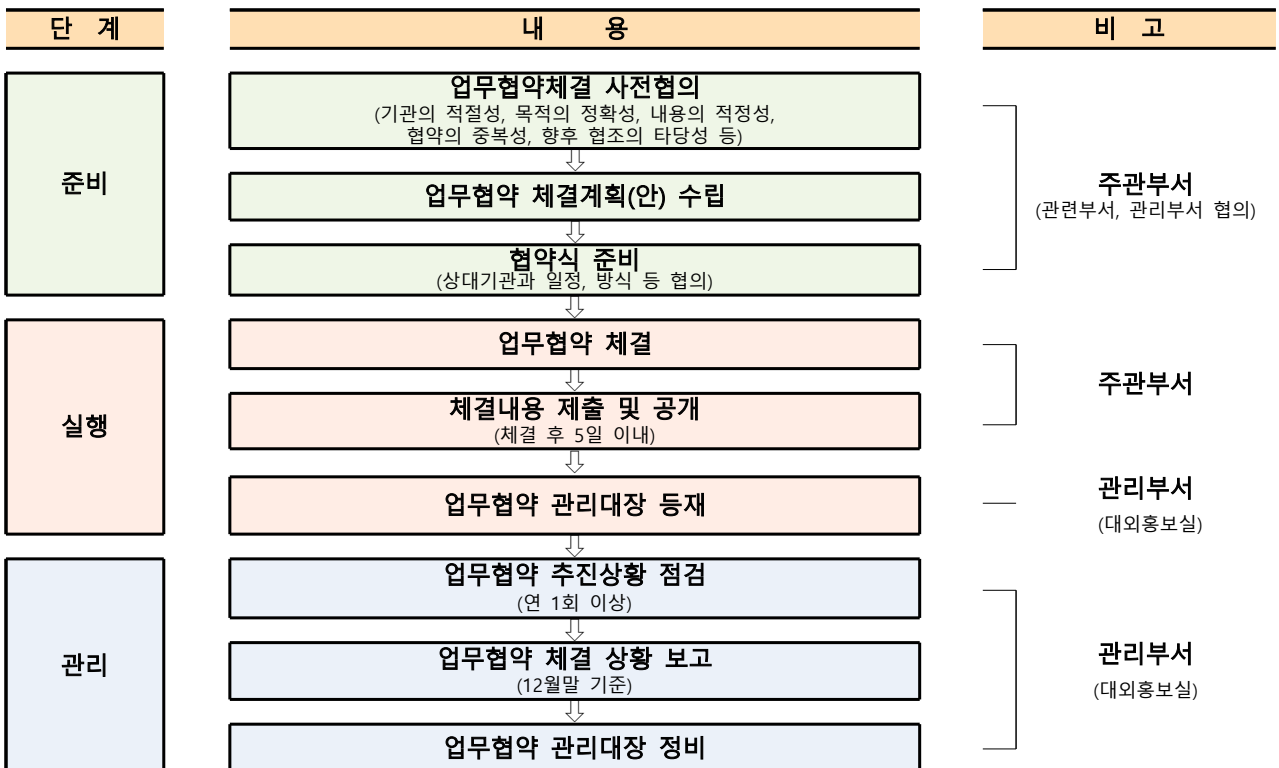 단 계
내 용
비 고
준비
업무협약체결 사전협의
(기관의 적절성, 목적의 정확성, 내용의 적정성,
협약의 중복성, 향후 협조의 타당성 등)
업무협약 체결계획(안) 수립
협약식 준비
(상대기관과 일정, 방식 등 협의)
주관부서
(관련부서, 관리부서 협의)
실행
업무협약 체결
체결내용 제출 및 공개
(체결 후 5일 이내)
주관부서
업무협약 관리대장 등재
관리부서
(대외홍보실)
관리
업무협약 추진상황 점검
(연 1회 이상)
업무협약 체결 상황 보고
(12월말 기준)
업무협약 관리대장 정비
관리부서
(대외홍보실)